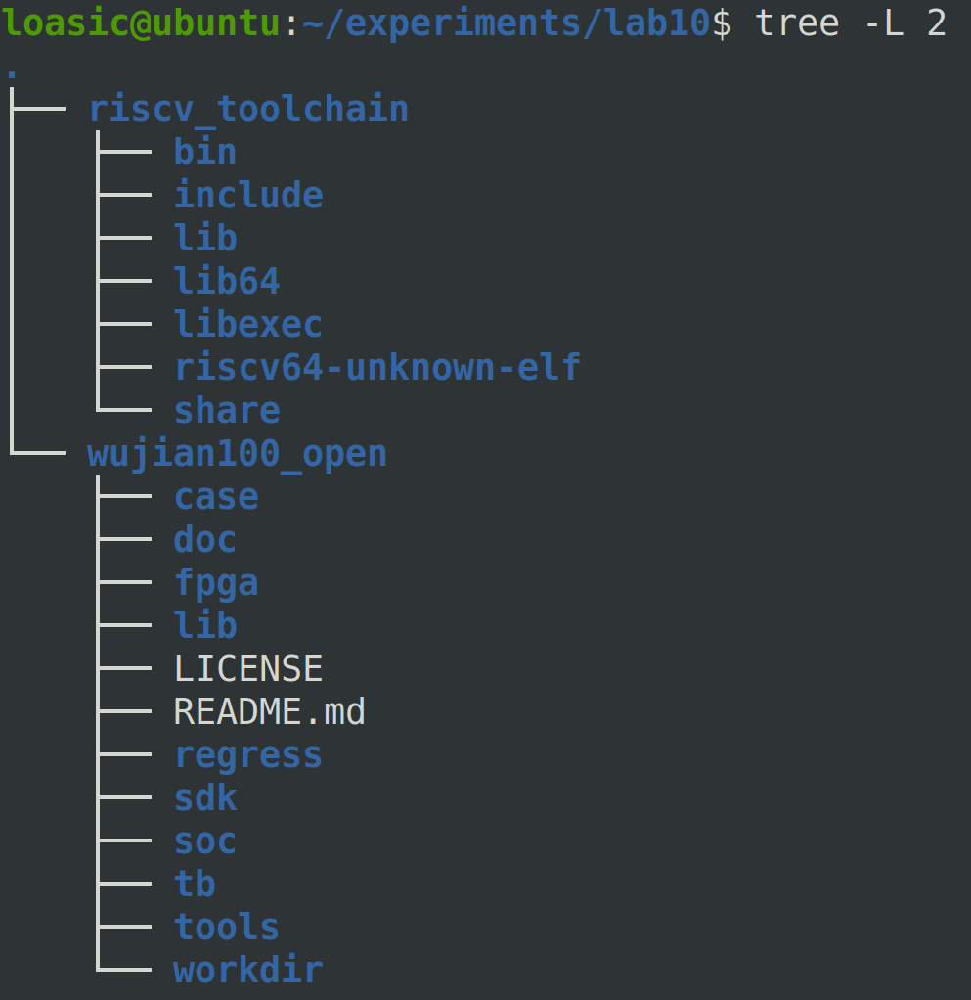 loasic@ubuntu:~/experiments/lab10$ tree -L 2
.
├── riscv_toolchain
│   ├── bin
│   ├── include
│   ├── lib
│   ├── lib64
│   ├── libexec
│   ├── riscv64-unknown-elf
│   └── share
└── wujian100_open
    ├── case
    ├── doc
    ├── fpga
    ├── lib
    ├── LICENSE
    ├── README.md
    ├── regress
    ├── sdk
    ├── soc
    ├── tb
    ├── tools
    └── workdir